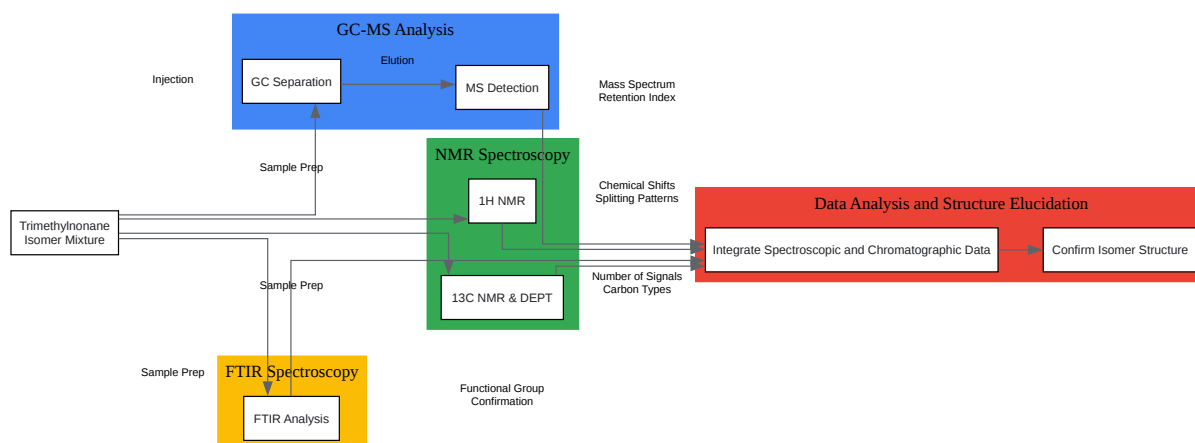 GC-MS Analysis
Elution
Injection
GC Separation
MS Detection
Mass Spectrum
Retention Index
NMR Spectroscopy
Sample Prep
1H NMR
Chemical Shifts
Splitting Patterns
Data Analysis and Structure Elucidation
Trimethylnonane
Isomer Mixture
Integrate Spectroscopic and Chromatographic Data
Confirm Isomer Structure
Sample Prep
13C NMR & DEPT
Number of Signals
Carbon Types
Sample Prep
FTIR Spectroscopy
Functional Group
Confirmation
FTIR Analysis